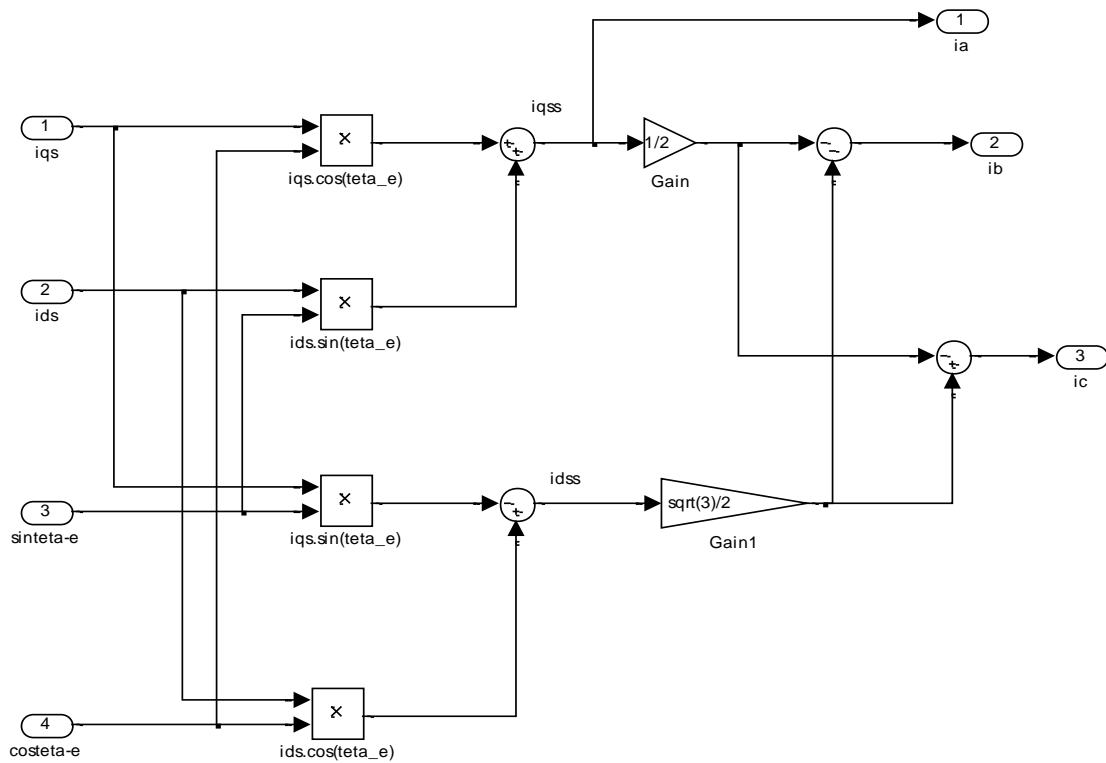 1
ia
iqss
1
iqs
×
iqs.cos(teta_e)
+
+
1/2
Gain
-
-
2
ib
2
ids
×
ids.sin(teta_e)
-
+
3
ic
idss
3
sinteta-e
×
iqs.sin(teta_e)
-
+
sqrt(3)/2
Gain1
4
costeta-e
×
ids.cos(teta_e)